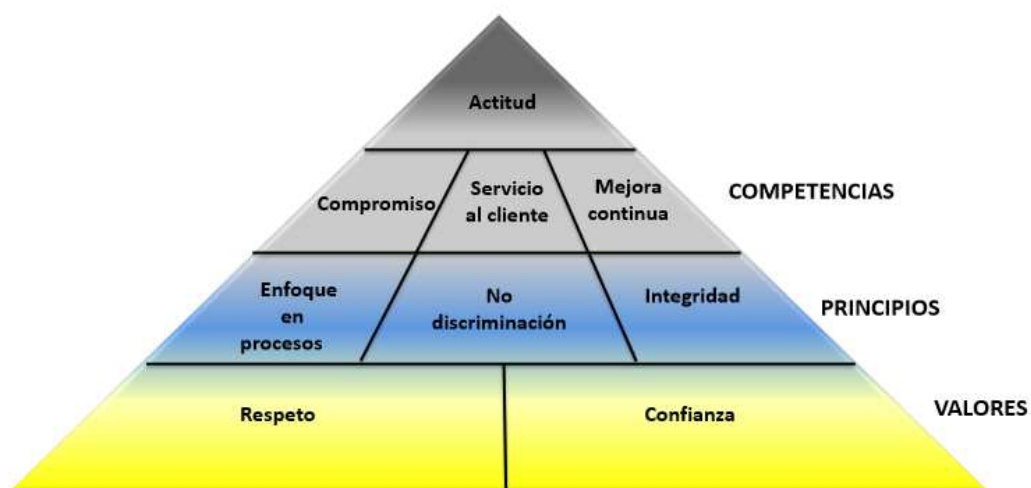 Actitud
Compromiso
Servicio
al cliente
Mejora
continua
COMPETENCIAS
Enfoque
en
procesos
No
discriminación
Integridad
PRINCIPIOS
Respeto
Confianza
VALORES